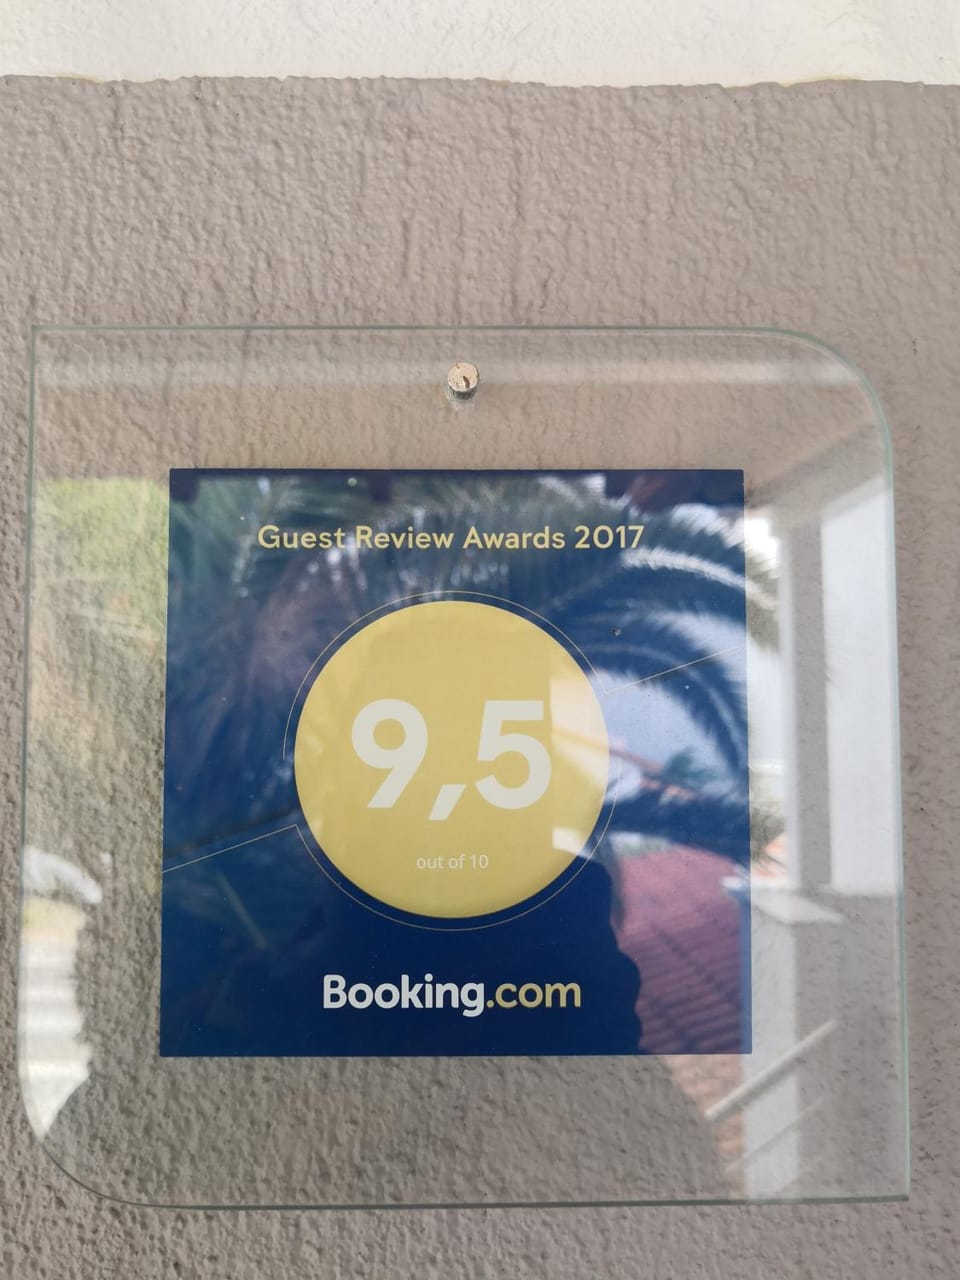 Guest Review Awards 2017
9,5
out of 10
Booking.com